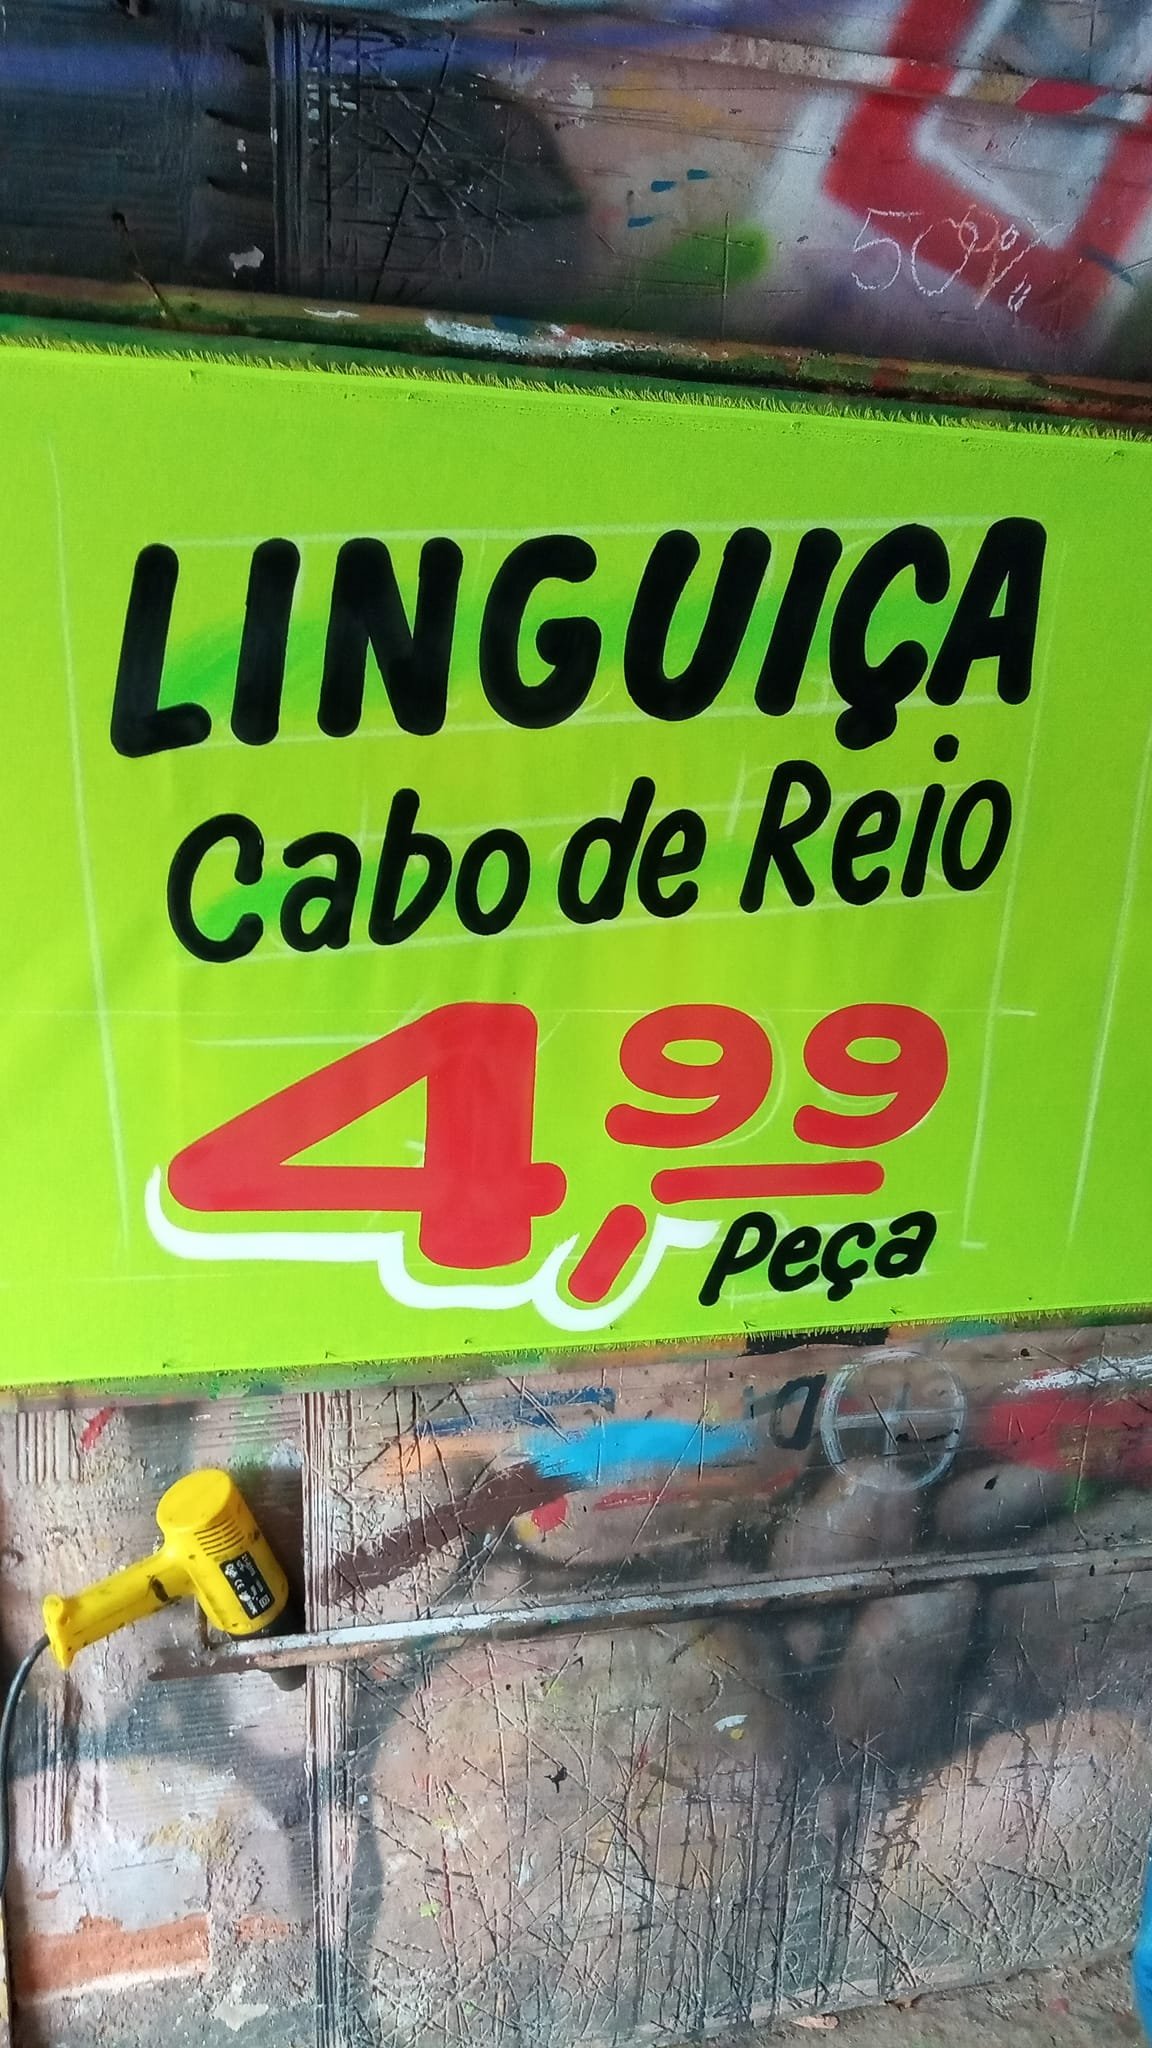 50%
LINGUIÇA
Cabo de Reio
4,99
Peça